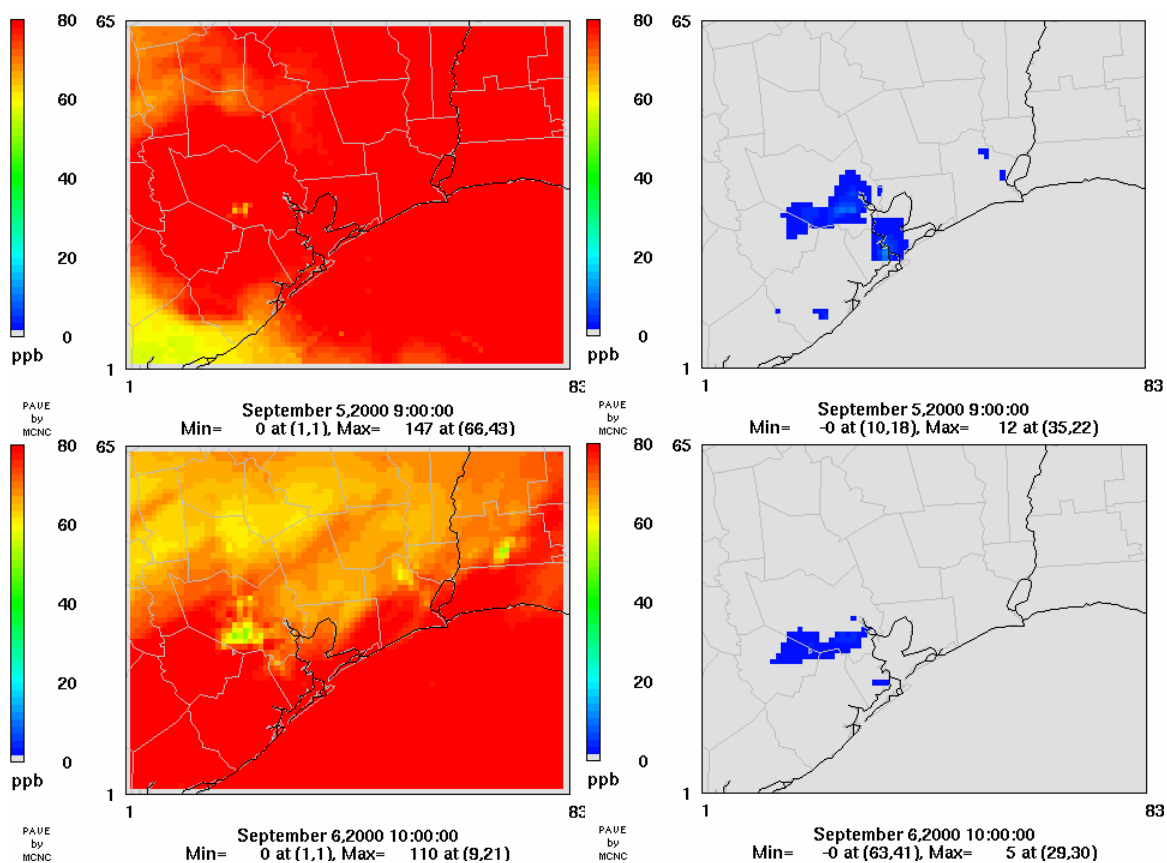 80
60
40
20
0
ppb
65
1
1
83
PAVE
by
MCNC
September 5,2000 9:00:00
Min= 0 at (1,1), Max= 147 at (66,43)
80
60
40
20
0
ppb
65
1
1
83
PAVE
by
MCNC
September 5,2000 9:00:00
Min= -0 at (10,18), Max= 12 at (35,22)
80
60
40
20
0
ppb
65
1
1
83
PAVE
by
MCNC
September 6,2000 10:00:00
Min= 0 at (1,1), Max= 110 at (9,21)
80
60
40
20
0
ppb
65
1
1
83
PAVE
by
MCNC
September 6,2000 10:00:00
Min= -0 at (63,41), Max= 5 at (29,30)